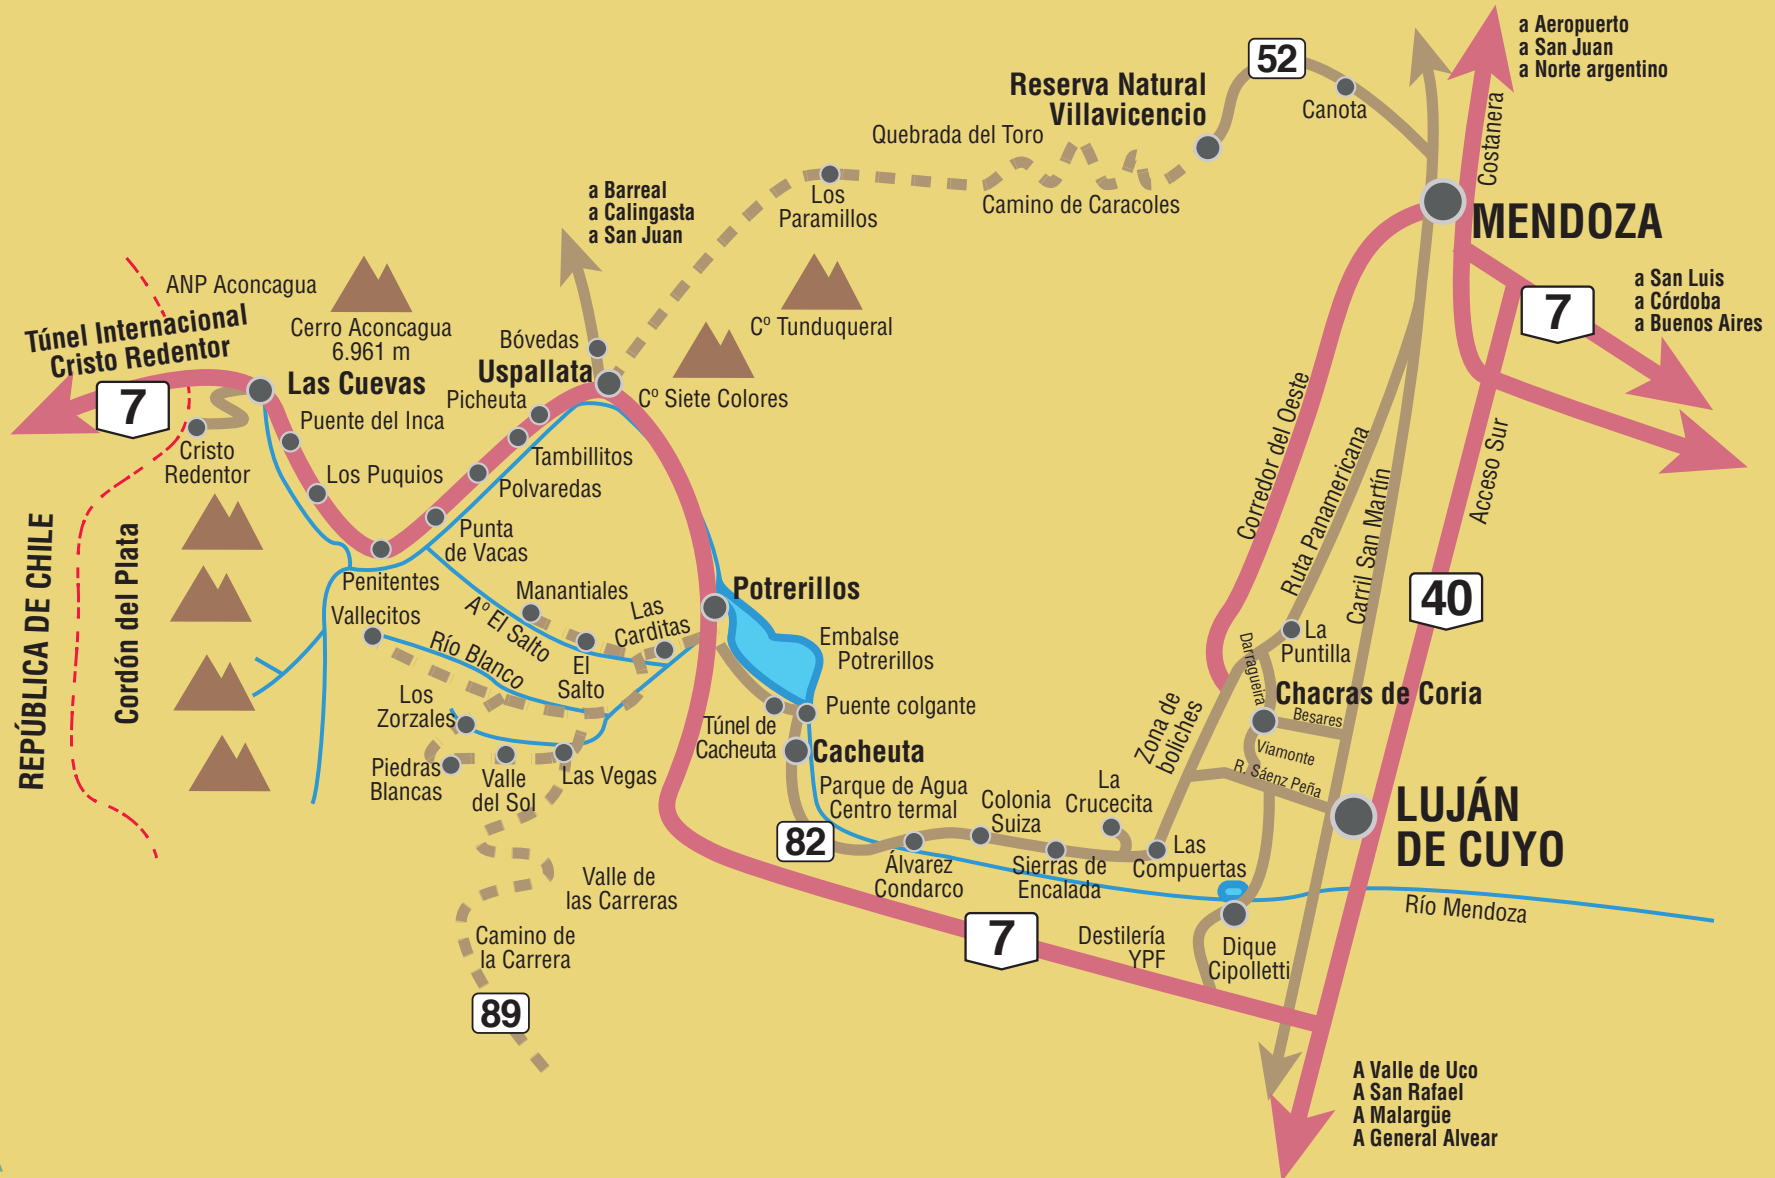 a Aeropuerto
a San Juan
a Norte argentino
52
Canota
Costanera
Reserva Natural
Villavicencio
Quebrada del Toro
Camino de Caracoles
Los
Paramillos
MENDOZA
a Barreal
a Calingasta
a San Juan
a San Luis
a Córdoba
a Buenos Aires
7
ANP Aconcagua
Túnel Internacional
Cristo Redentor
Cerro Aconcagua
6.961 m
Cº Tunduqueral
Bóvedas
Uspallata
Cº Siete Colores
Las Cuevas
7
Picheuta
Puente del Inca
Cristo
Redentor
Tambillitos
Los Puquios
Polvaredas
Punta
de Vacas
Penitentes
REPÚBLICA DE CHILE
Cordón del Plata
Corredor del Oeste
Ruta Panamericana
Carril San Martín
Acceso Sur
40
Manantiales
Aº El Salto
Las
Carditas
Potrerillos
Vallecitos
Río Blanco
El
Salto
Embalse
Potrerillos
La
Puntilla
Darragueira
Chacras de Coria
Besares
Viamonte
R. Sáenz Peña
Zona de
boliches
Los
Zorzales
Puente colgante
Túnel de
Cacheuta
Cacheuta
Piedras
Blancas
Valle
del Sol
Las Vegas
Parque de Agua
Centro termal
La
Crucecita
Colonia
Suiza
LUJÁN
DE CUYO
82
Álvarez
Condarco
Sierras de
Encalada
Las
Compuertas
Valle de
las Carreras
Río Mendoza
Camino de
la Carrera
7
Destilería
YPF
Dique
Cipolletti
89
A Valle de Uco
A San Rafael
A Malargüe
A General Alvear